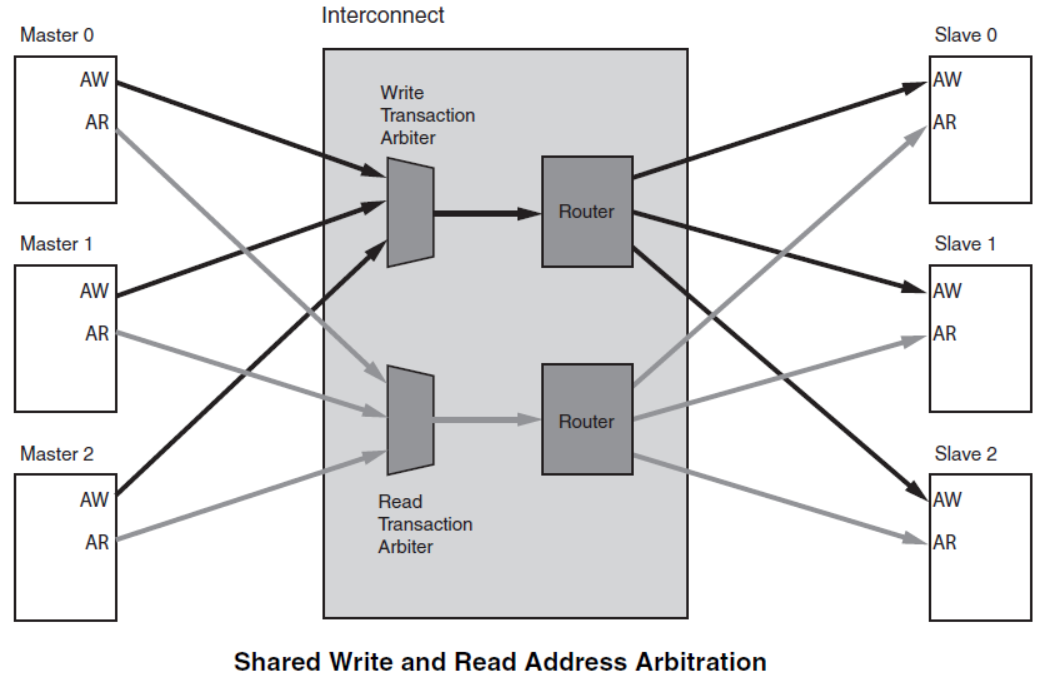 Interconnect
Master 0
AW
AR
Master 1
AW
AR
Master 2
AW
AR
Write
Transaction
Arbiter
Router
Read
Transaction
Arbiter
Router
Slave 0
AW
AR
Slave 1
AW
AR
Slave 2
AW
AR
Shared Write and Read Address Arbitration